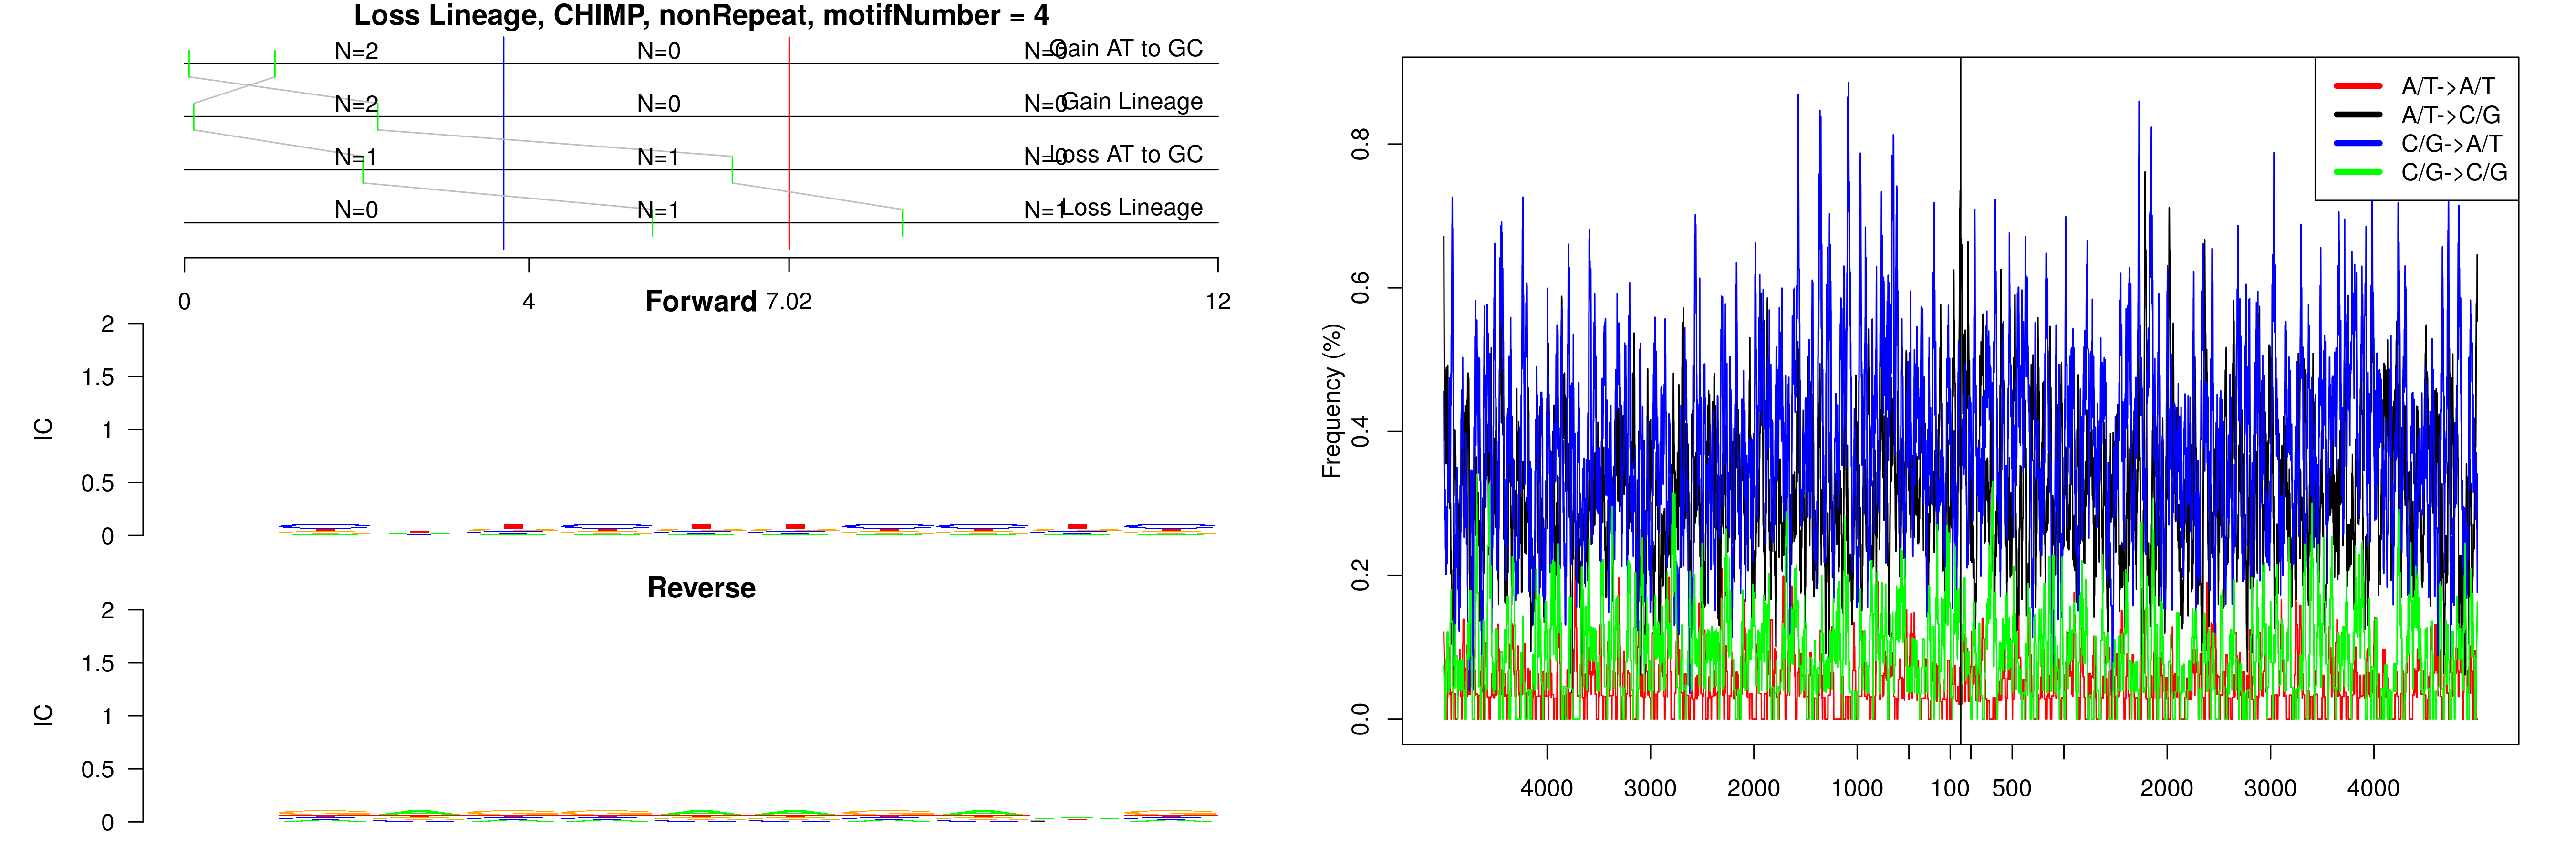 Loss Lineage, CHIMP, nonRepeat, motifNumber = 4
N=2 N=0 N=0 Gain AT to GC
N=2 N=0 N=0 Gain Lineage
N=1 N=1 N=0 Loss AT to GC
N=0 N=1 N=1 Loss Lineage
0 4 7.02 12
Forward
2
1.5
1
0.5
0
IC
Reverse
2
1.5
1
0.5
0
IC
A/T->A/T
A/T->C/G
C/G->A/T
C/G->C/G
Frequency (%)
0.8
0.6
0.4
0.2
0.0
4000 3000 2000 1000 100 500 2000 3000 4000